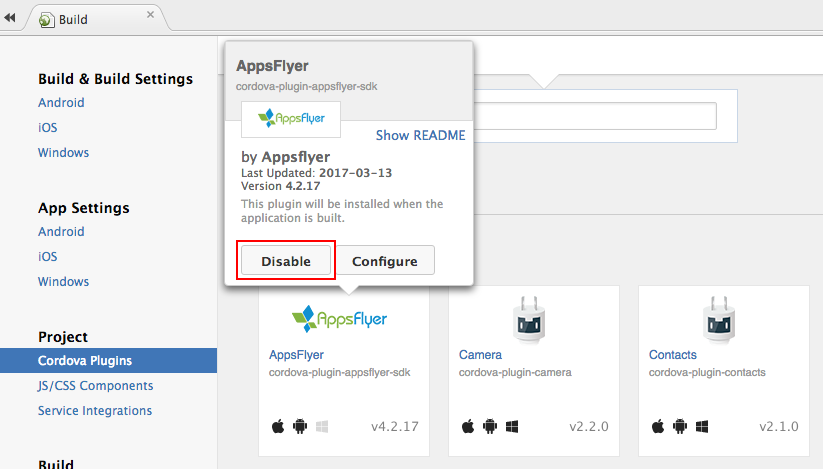 Build
Build & Build Settings
Android
iOS
Windows
App Settings
Android
iOS
Windows
Project
Cordova Plugins
JS/CSS Components
Service Integrations
Build
AppsFlyer
cordova-plugin-appsflyer-sdk
AppsFlyer
Show README
by Appsflyer
Last Updated: 2017-03-13
Version 4.2.17
This plugin will be installed when the
application is built.
Disable
Configure
AppsFlyer
AppsFlyer
cordova-plugin-appsflyer-sdk
v4.2.17
Camera
cordova-plugin-camera
v2.2.0
Contacts
cordova-plugin-contacts
v2.1.0